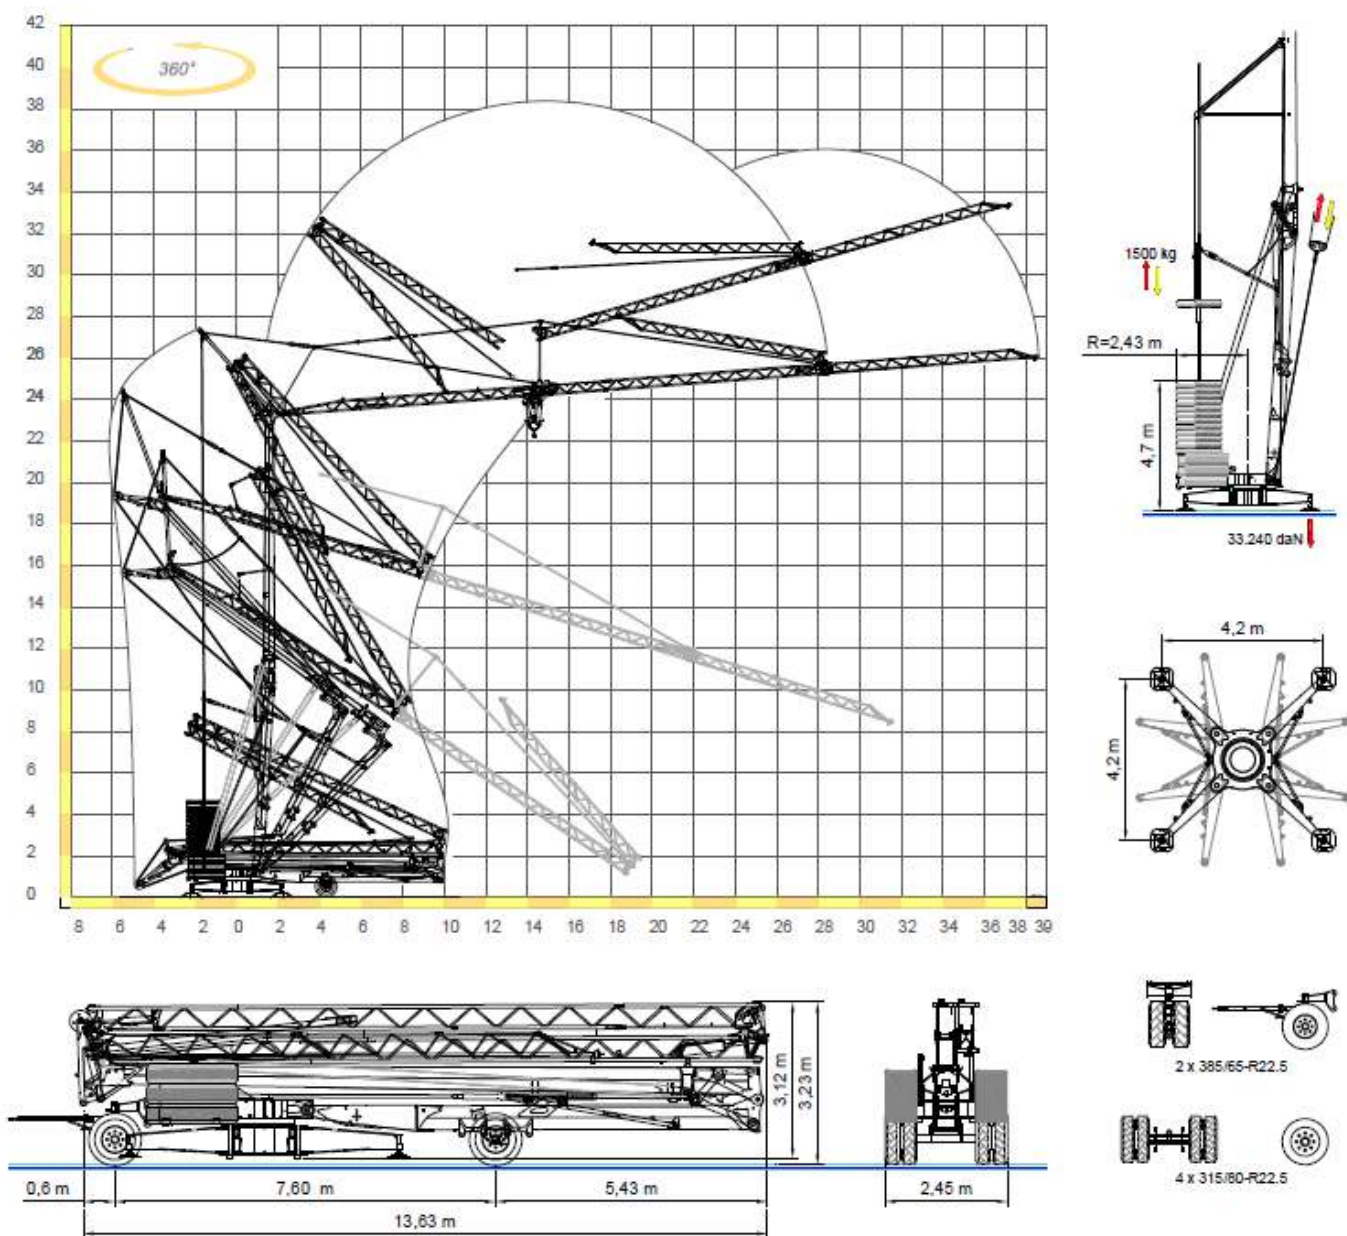 42
40
38
36
34
32
30
28
26
24
22
20
18
16
14
12
10
8
6
4
2
0
360°
8 6 4 2 0 2 4 6 8 10 12 14 16 18 20 22 24 26 28 30 32 34 36 38 39
1500 kg
R=2,43 m
4,7 m
33.240 daN
4,2 m
4,2 m
3,12 m
3,23 m
0,6 m
7,60 m
5,43 m
13,63 m
2,45 m
2 x 385/65-R22.5
4 x 315/80-R22.5